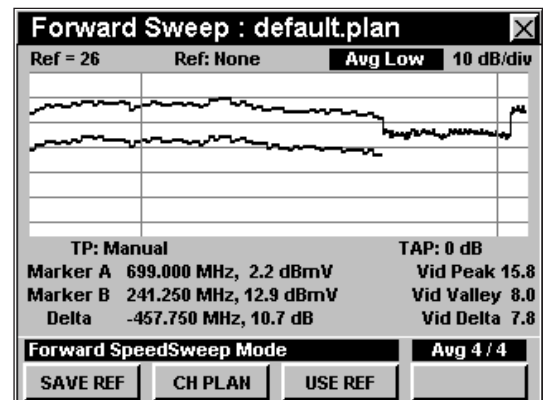 Forward Sweep : default.plan
Ref = 26 Ref: None Avg Low 10 dB/div
TP: Manual TAP: 0 dB
Marker A 699.000 MHz, 2.2 dBmV Vid Peak 15.8
Marker B 241.250 MHz, 12.9 dBmV Vid Valley 8.0
Delta -457.750 MHz, 10.7 dB Vid Delta 7.8
Forward SpeedSweep Mode Avg 4 / 4
SAVE REF CH PLAN USE REF